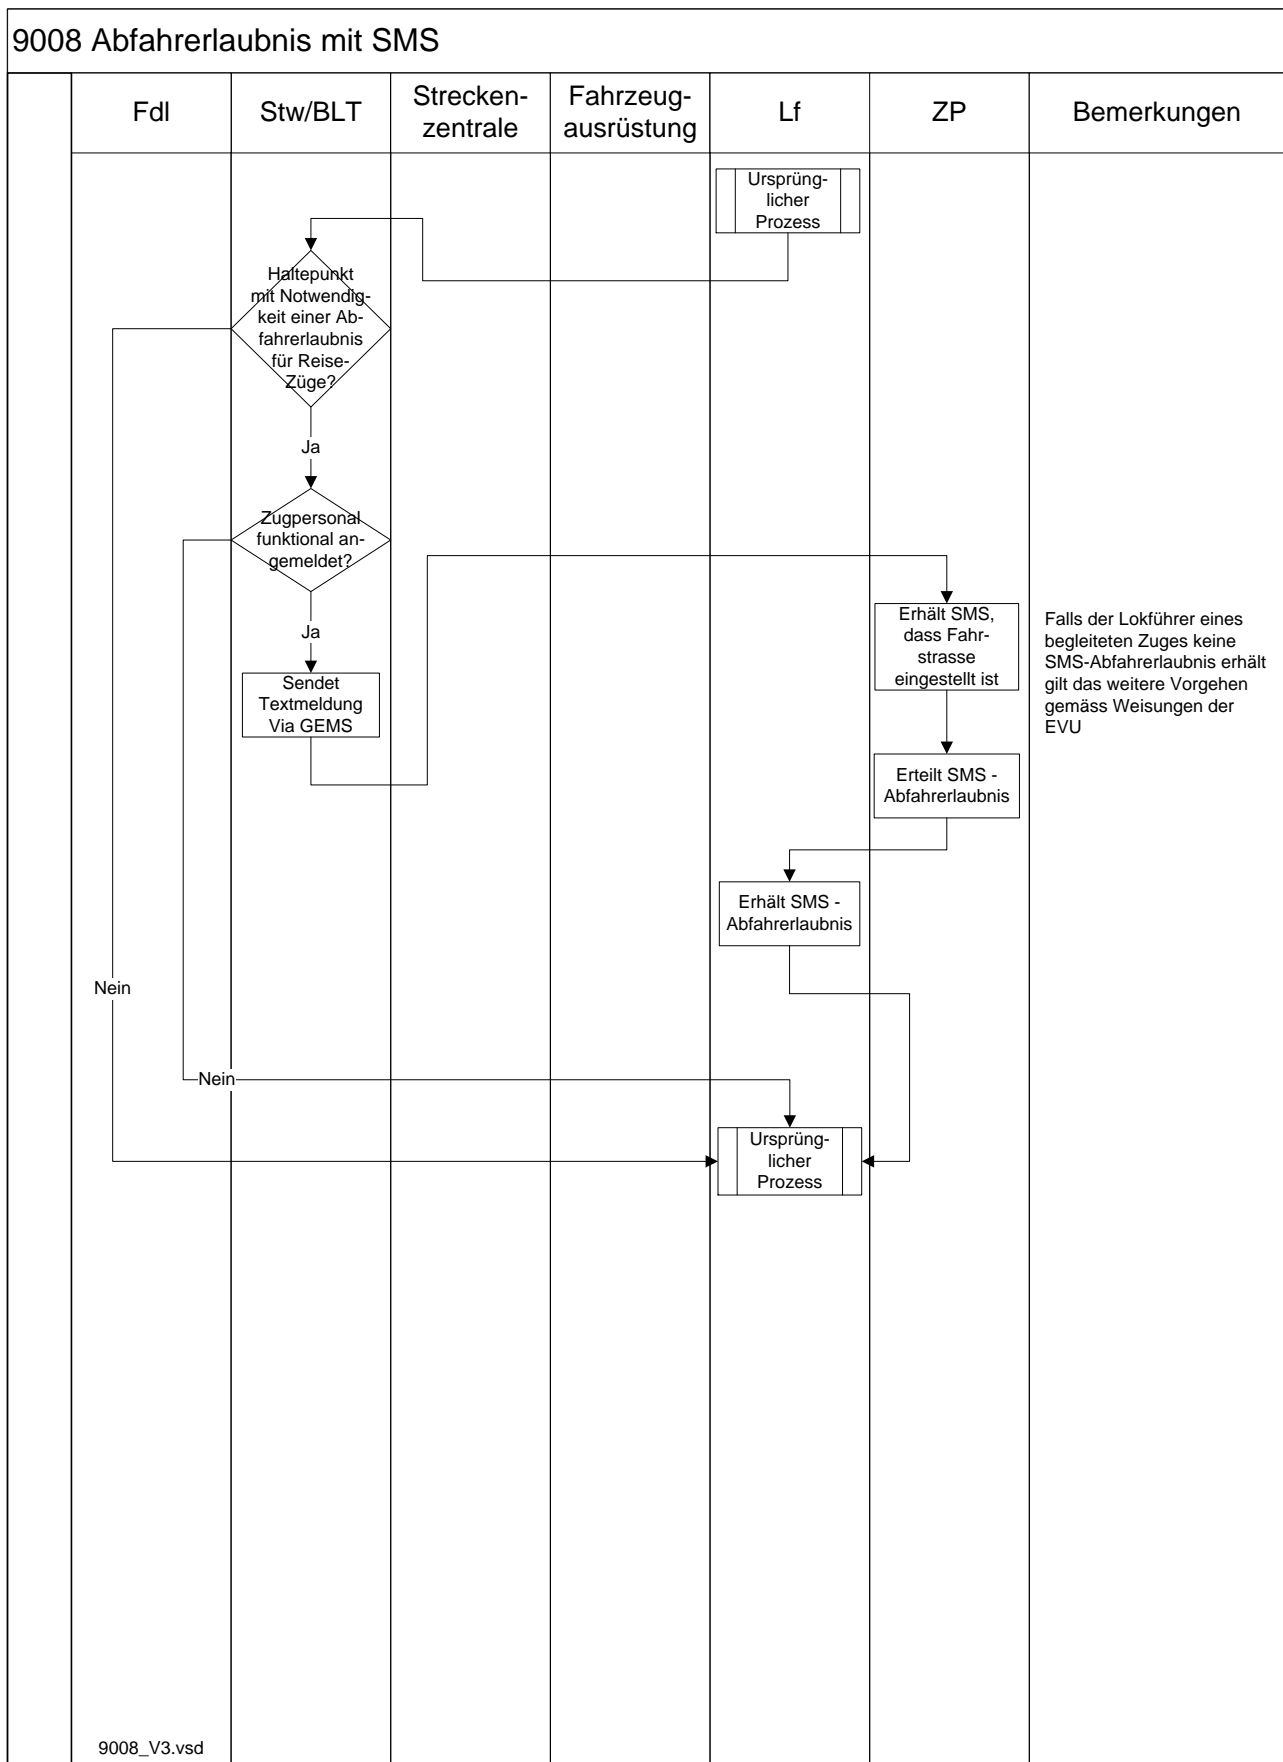 9008 Abfahrerlaubnis mit SMS
Fdl
Stw/BLT
Strecken-
zentrale
Fahrzeug-
ausrüstung
Lf
ZP
Bemerkungen
Ursprüng-
licher
Prozess
Haltepunkt
mit Notwendig-
keit einer Ab-
fahrerlaubnis
für Reise-
Züge?
Ja
Zugpersonal
funktional an-
gemeldet?
Ja
Sendet
Textmeldung
Via GEMS
Erhält SMS,
dass Fahr-
strasse
eingestellt ist
Falls der Lokführer eines
begleiteten Zuges keine
SMS-Abfahrerlaubnis erhält
gilt das weitere Vorgehen
gemäss Weisungen der
EVU
Erteilt SMS -
Abfahrerlaubnis
Erhält SMS -
Abfahrerlaubnis
Nein
Nein
Ursprüng-
licher
Prozess
9008_V3.vsd